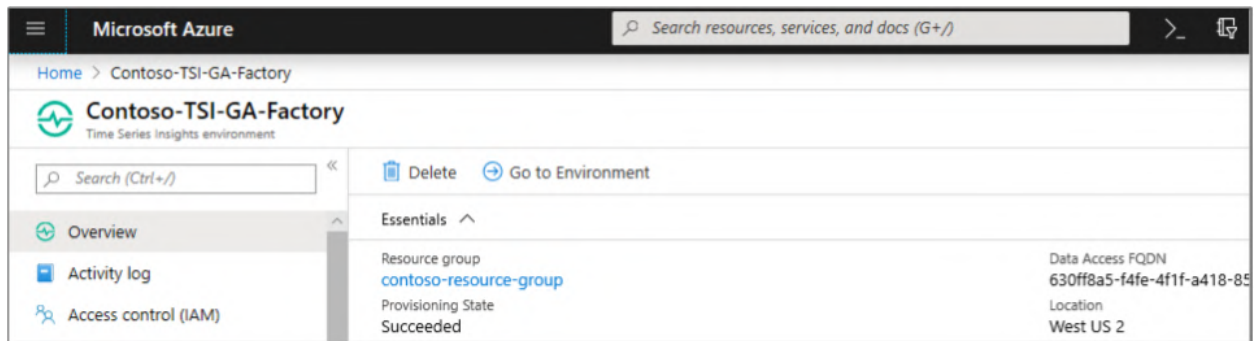 Microsoft Azure
Search resources, services, and docs (G+/)
Home > Contoso-TSI-GA-Factory
Contoso-TSI-GA-Factory
Time Series Insights environment
Search (Ctrl+/)
Delete
Go to Environment
Overview
Activity log
Access control (IAM)
Essentials
Resource group
contoso-resource-group
Provisioning State
Succeeded
Data Access FQDN
630ff8a5-f4fe-4f1f-a418-85
Location
West US 2